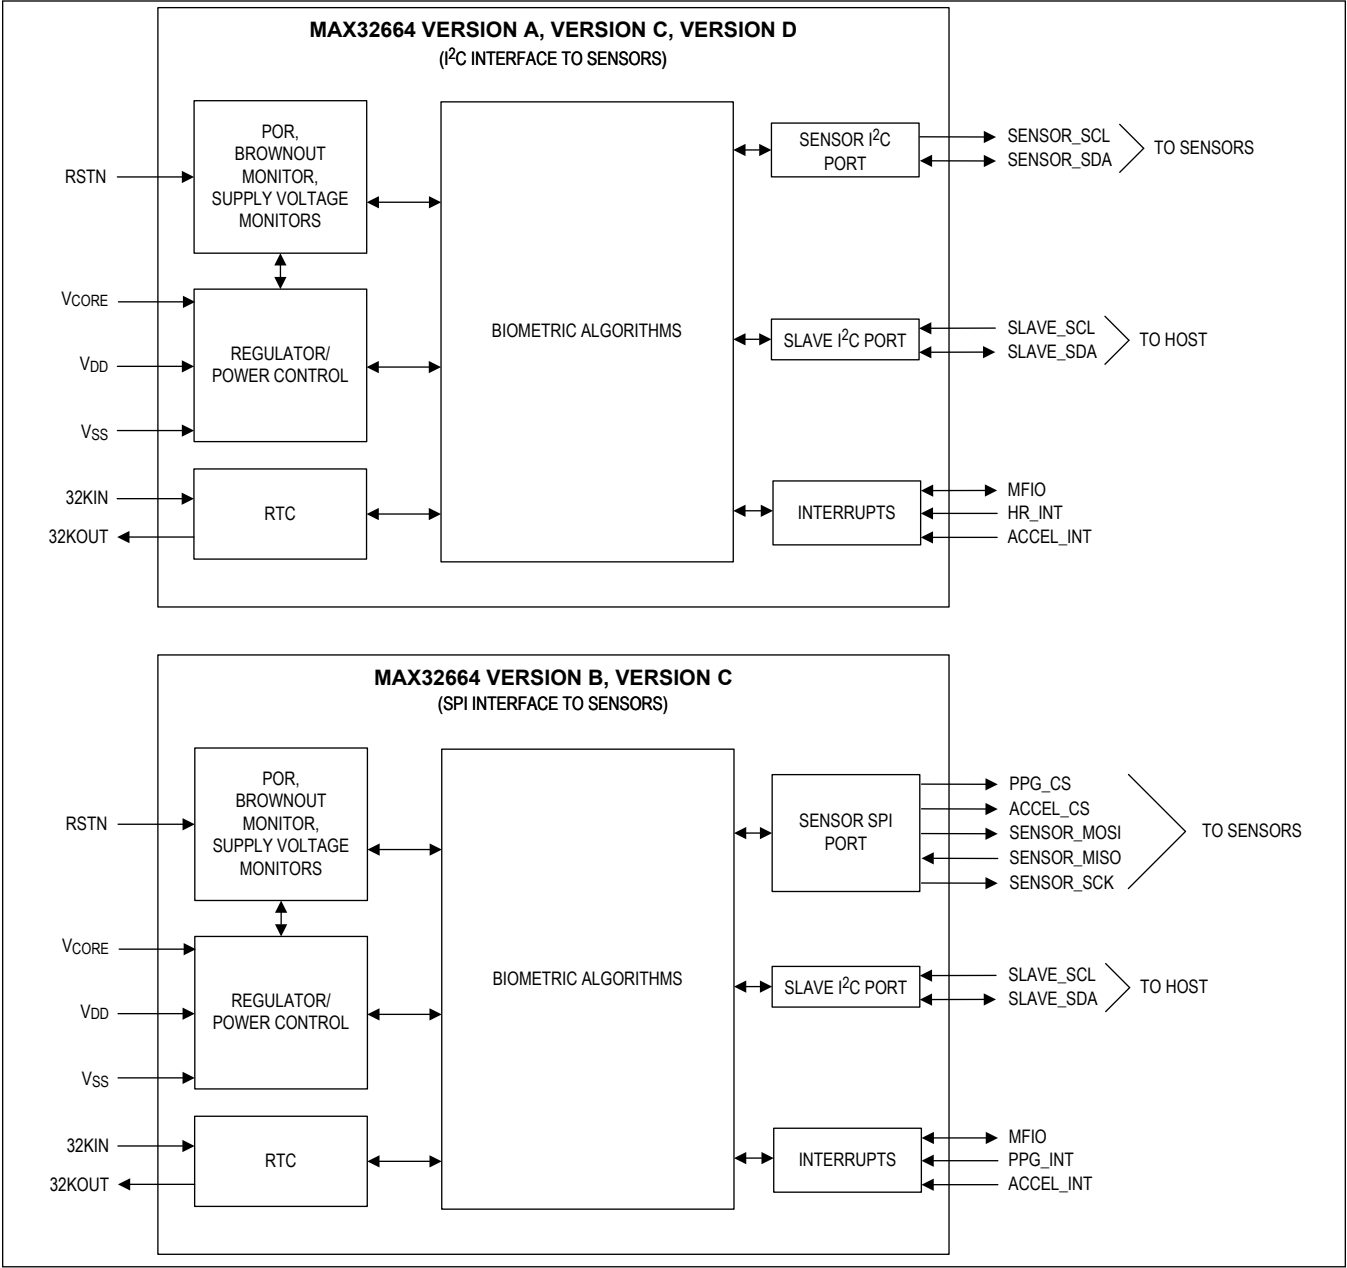 MAX32664 VERSION A, VERSION C, VERSION D
(I²C INTERFACE TO SENSORS)
POR,
BROWNOUT
MONITOR,
SUPPLY VOLTAGE
MONITORS
RSTN
VCORE
VDD
VSS
REGULATOR/
POWER CONTROL
32KIN
32KOUT
RTC
BIOMETRIC ALGORITHMS
SENSOR I²C
PORT
SENSOR_SCL
SENSOR_SDA
TO SENSORS
SLAVE I²C PORT
SLAVE_SCL
SLAVE_SDA
TO HOST
INTERRUPTS
MFIO
HR_INT
ACCEL_INT
MAX32664 VERSION B, VERSION C
(SPI INTERFACE TO SENSORS)
POR,
BROWNOUT
MONITOR,
SUPPLY VOLTAGE
MONITORS
RSTN
VCORE
VDD
VSS
REGULATOR/
POWER CONTROL
32KIN
32KOUT
RTC
BIOMETRIC ALGORITHMS
SENSOR SPI
PORT
PPG_CS
ACCEL_CS
SENSOR_MOSI
SENSOR_MISO
SENSOR_SCK
TO SENSORS
SLAVE I²C PORT
SLAVE_SCL
SLAVE_SDA
TO HOST
INTERRUPTS
MFIO
PPG_INT
ACCEL_INT